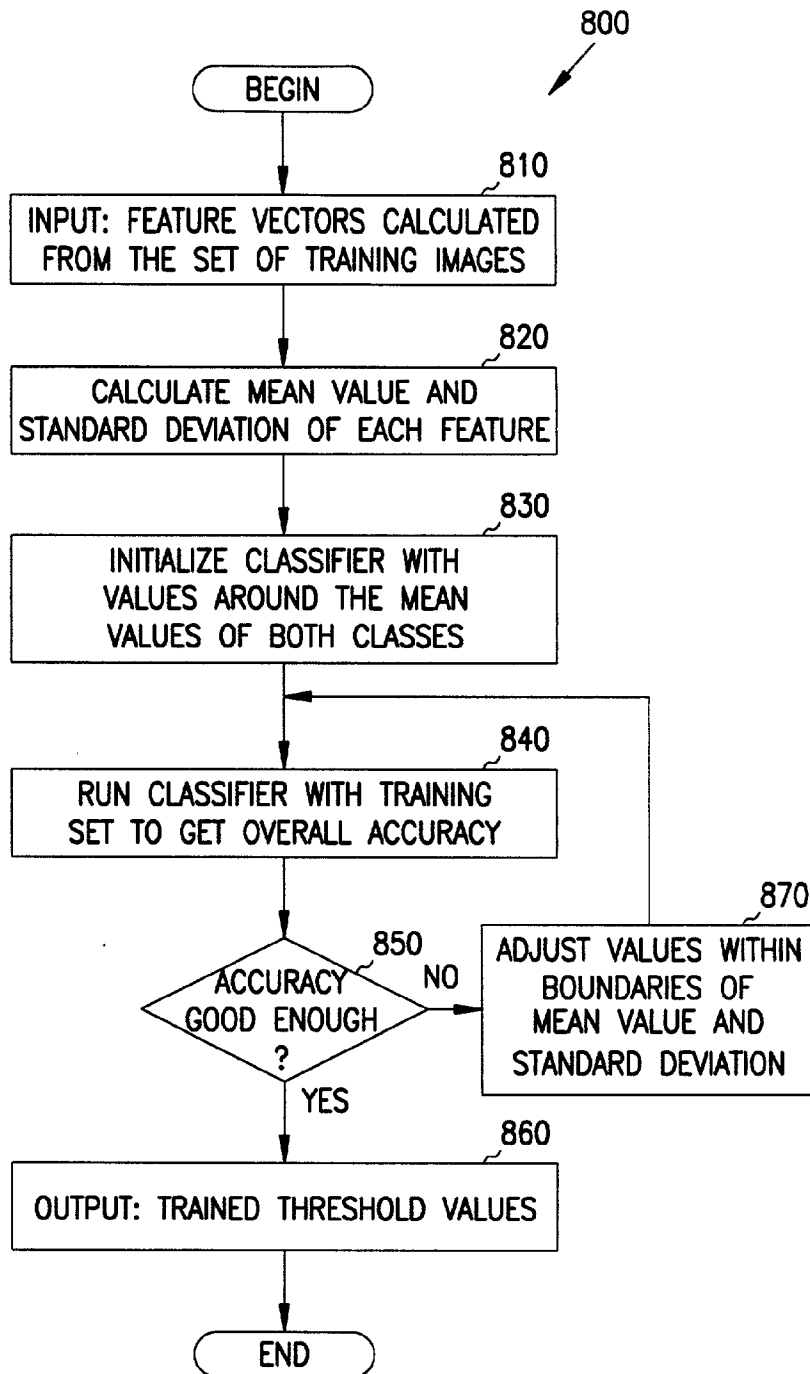 800
BEGIN
810
INPUT: FEATURE VECTORS CALCULATED
FROM THE SET OF TRAINING IMAGES
820
CALCULATE MEAN VALUE AND
STANDARD DEVIATION OF EACH FEATURE
830
INITIALIZE CLASSIFIER WITH
VALUES AROUND THE MEAN
VALUES OF BOTH CLASSES
840
RUN CLASSIFIER WITH TRAINING
SET TO GET OVERALL ACCURACY
850
ACCURACY
GOOD ENOUGH
?
NO
870
ADJUST VALUES WITHIN
BOUNDARIES OF
MEAN VALUE AND
STANDARD DEVIATION
YES
860
OUTPUT: TRAINED THRESHOLD VALUES
END